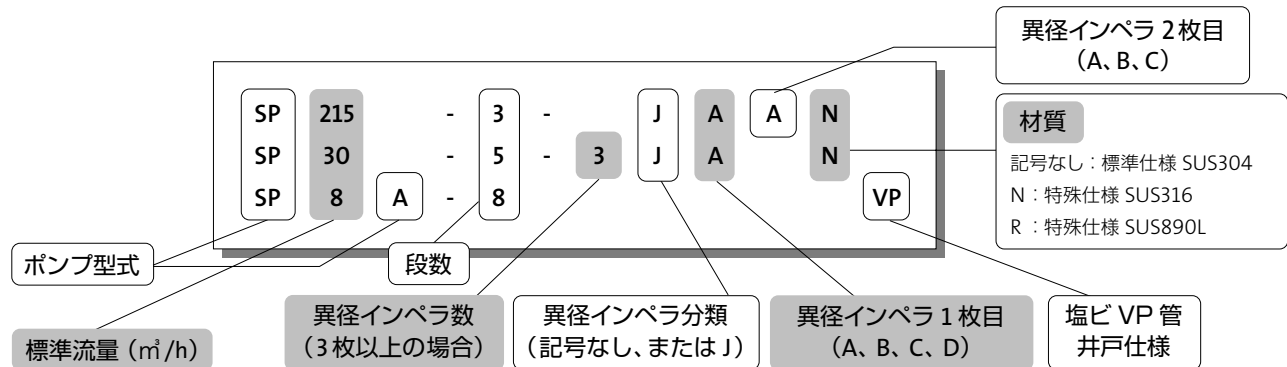 異径インペラ 2枚目
（A、B、C）
SP 215 - 3 - J A A N
SP 30 - 5 - 3 J A N
SP 8 A - 8 VP
材質
記号なし：標準仕様 SUS304
N：特殊仕様 SUS316
R：特殊仕様 SUS890L
ポンプ型式
段数
標準流量（㎥/h）
異径インペラ数
（3枚以上の場合）
異径インペラ分類
（記号なし、または J）
異径インペラ 1枚目
（A、B、C、D）
塩ビ VP 管
井戸仕様